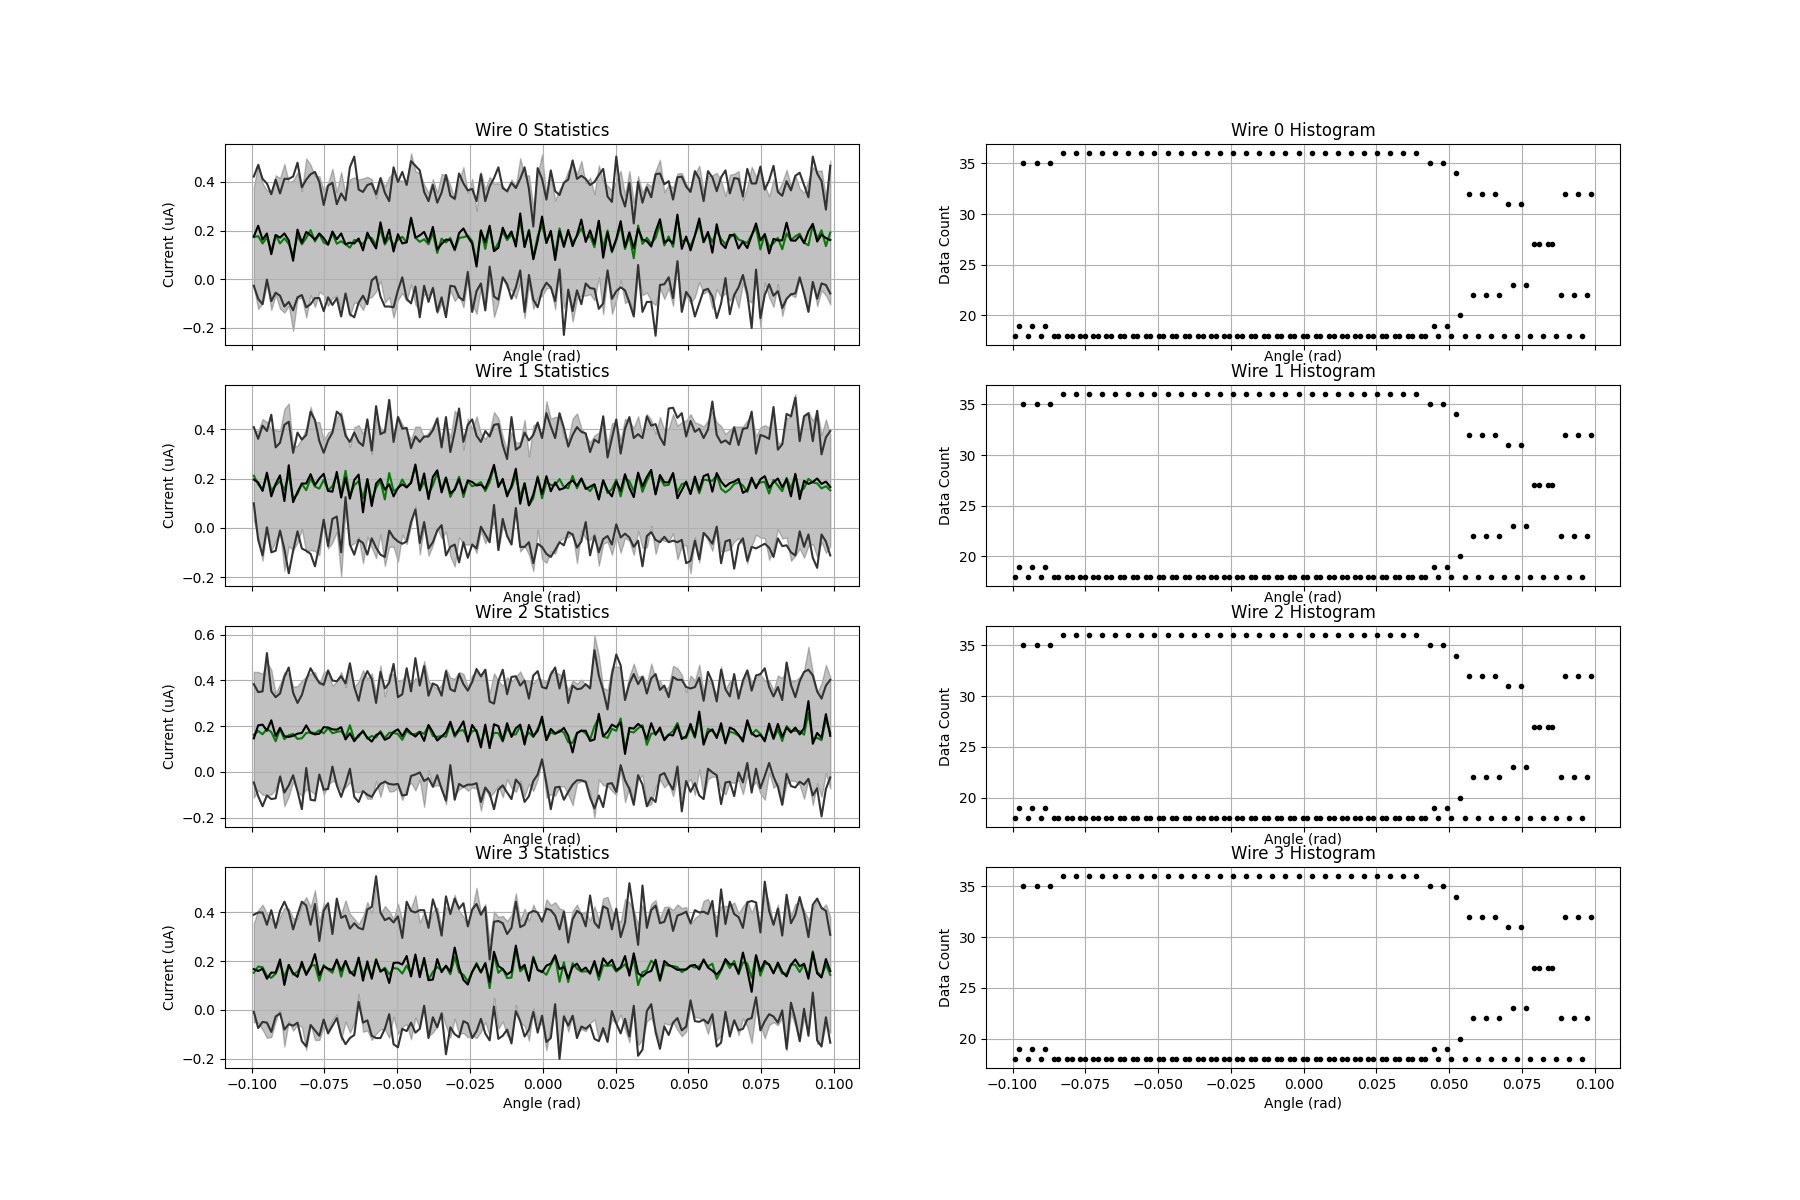 Wire 0 Statistics
Current (uA)
0.4
0.2
0.0
−0.2
Angle (rad)
Wire 0 Histogram
Data Count
35
30
25
20
Angle (rad)
Wire 1 Statistics
Current (uA)
0.4
0.2
0.0
−0.2
Angle (rad)
Wire 1 Histogram
Data Count
35
30
25
20
Angle (rad)
Wire 2 Statistics
Current (uA)
0.6
0.4
0.2
0.0
−0.2
Angle (rad)
Wire 2 Histogram
Data Count
35
30
25
20
Angle (rad)
Wire 3 Statistics
Current (uA)
0.4
0.2
0.0
−0.2
−0.100 −0.075 −0.050 −0.025 0.000 0.025 0.050 0.075 0.100
Angle (rad)
Wire 3 Histogram
Data Count
35
30
25
20
−0.100 −0.075 −0.050 −0.025 0.000 0.025 0.050 0.075 0.100
Angle (rad)